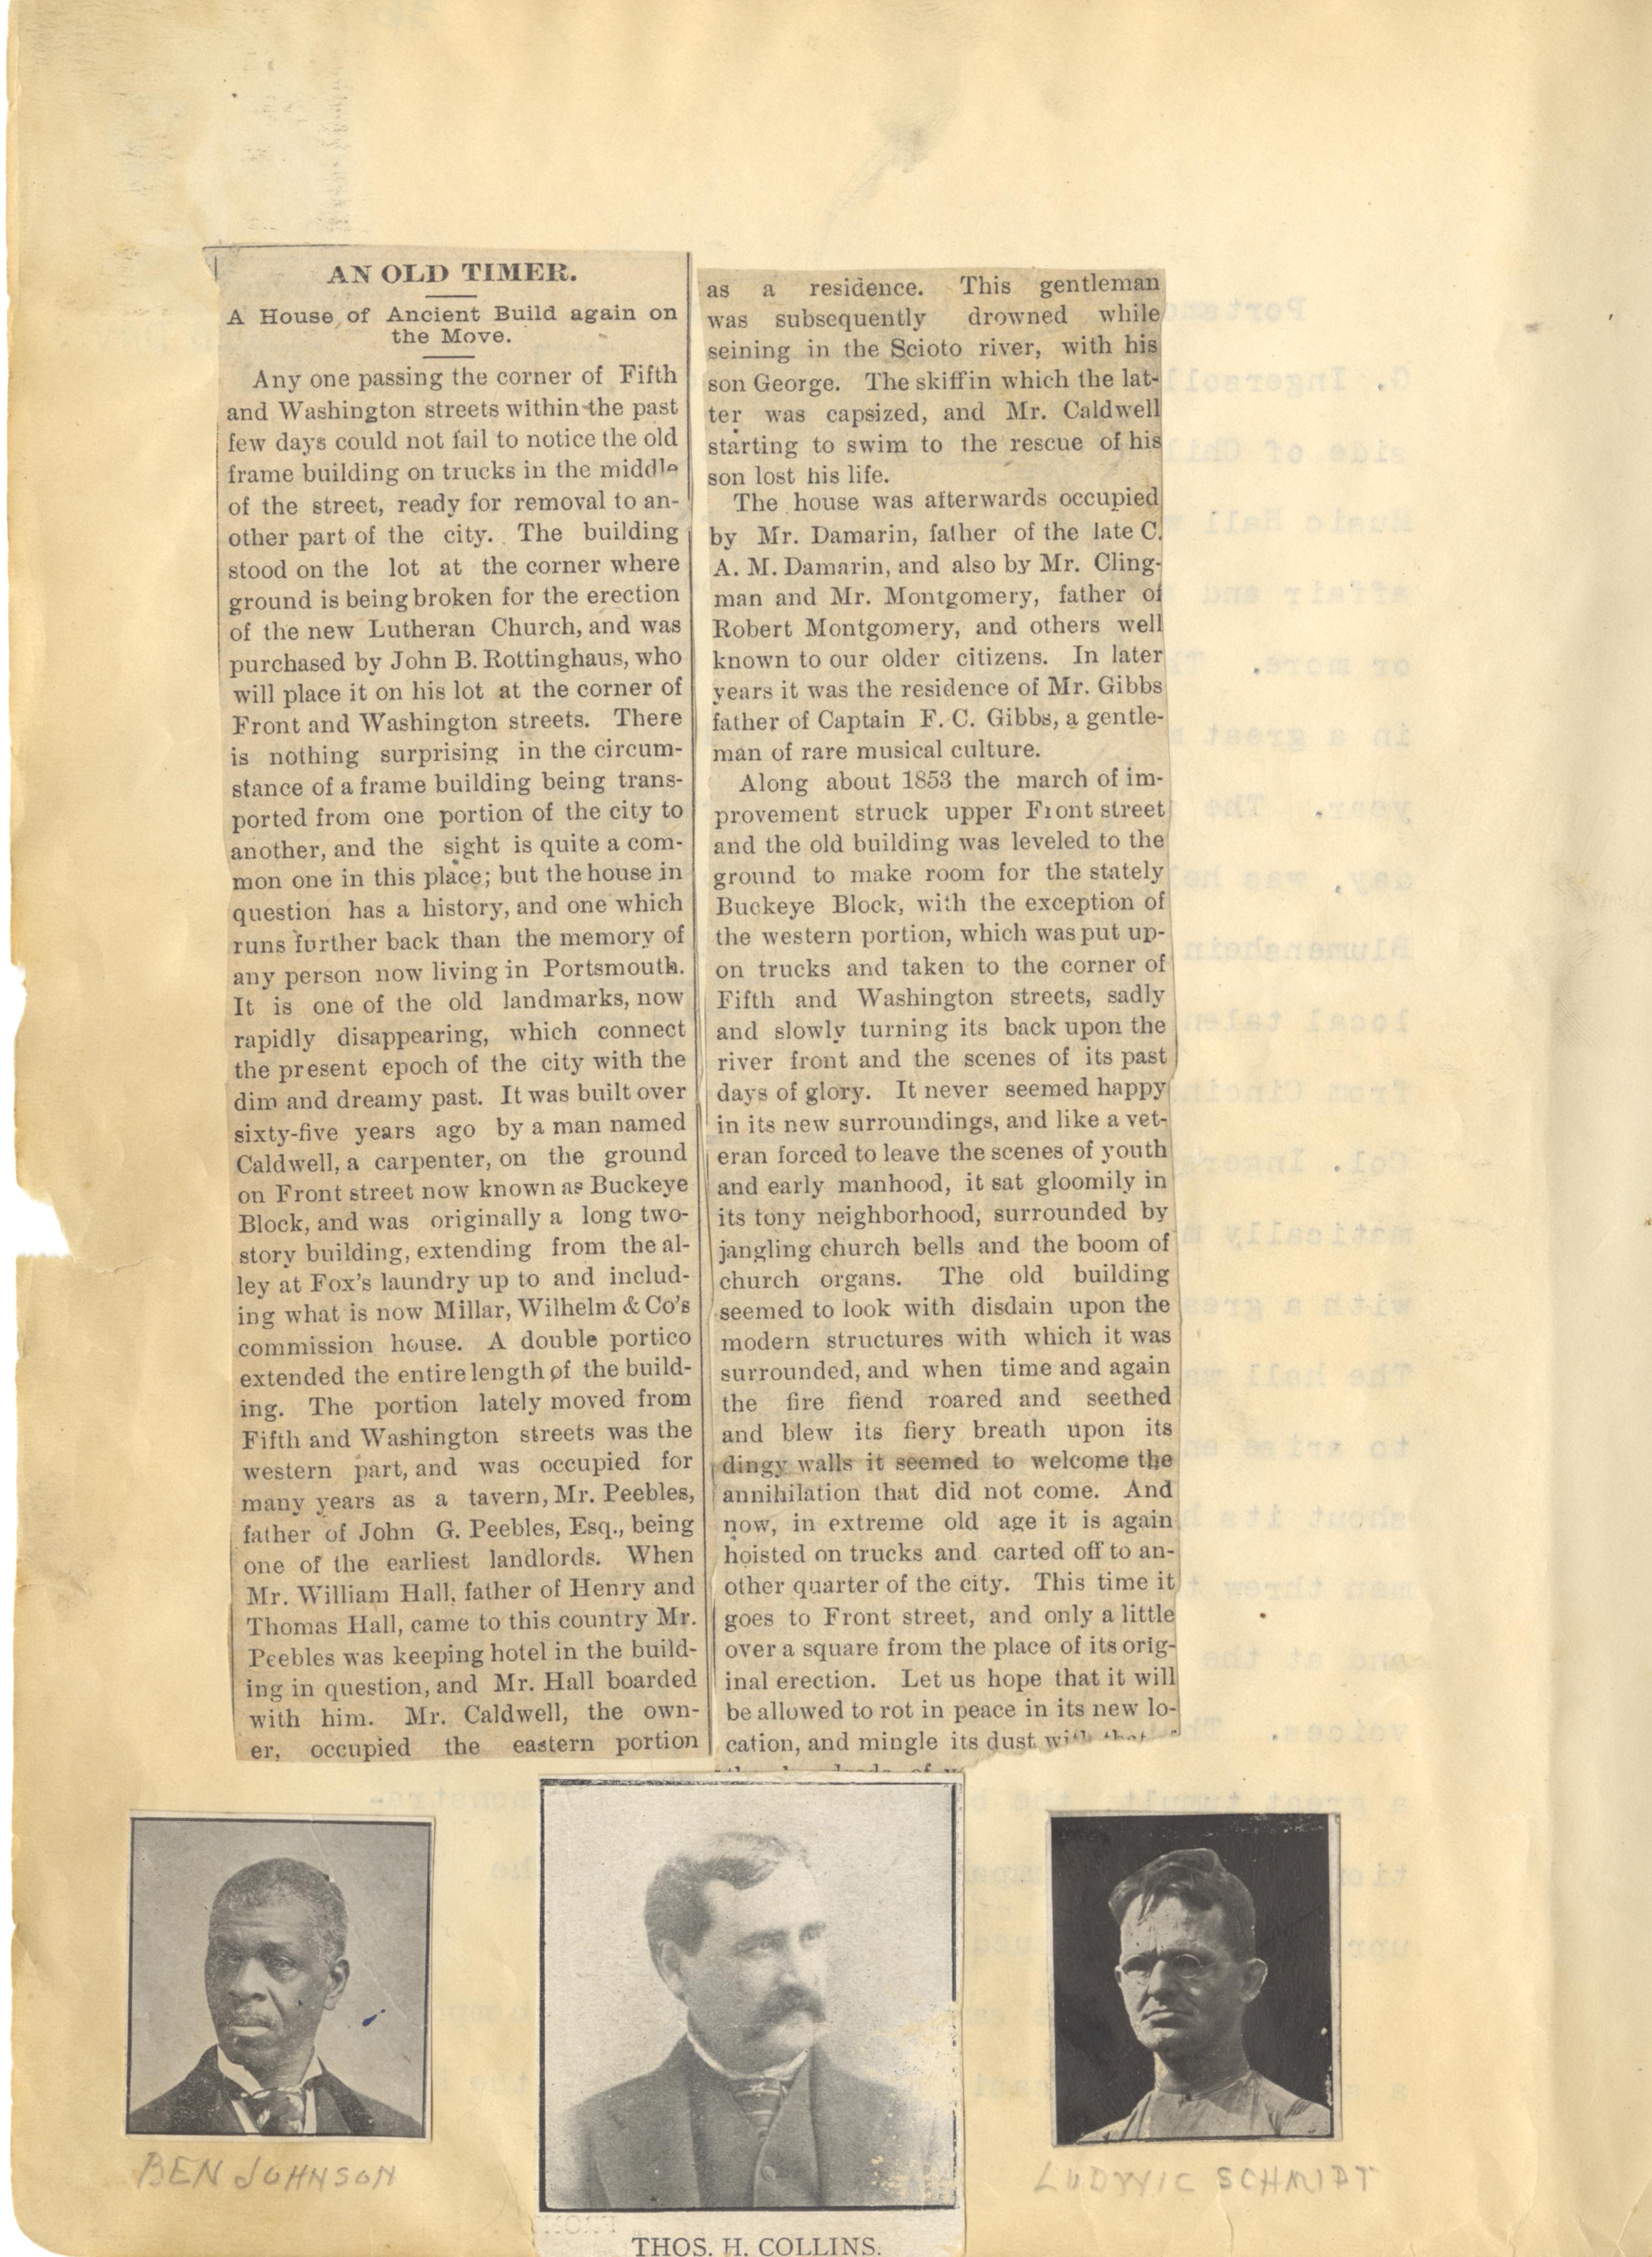 AN OLD TIMER.
A House of Ancient Build again on
the Move.
Any one passing the corner of Fifth
and Washington streets within the past
few days could not fail to notice the old
frame building on trucks in the middle
of the street, ready for removal to an-
other part of the city. The building
stood on the lot at the corner where
ground is being broken for the erection
of the new Lutheran Church, and was
purchased by John B. Rottinghaus, who
will place it on his lot at the corner of
Front and Washington streets. There
is nothing surprising in the circum-
stance of a frame building being trans-
ported from one portion of the city to
another, and the sight is quite a com-
mon one in this place; but the house in
question has a history, and one which
runs further back than the memory of
any person now living in Portsmouth.
It is one of the old landmarks, now
rapidly disappearing, which connect
the present epoch of the city with the
dim and dreamy past. It was built over
sixty-five years ago by a man named
Caldwell, a carpenter, on the ground
on Front street now known as Buckeye
Block, and was originally a long two-
story building, extending from the al-
ley at Fox's laundry up to and includ-
ing what is now Millar, Wilhelm & Co's
commission house. A double portico
extended the entire length of the build-
ing. The portion lately moved from
Fifth and Washington streets was the
western part, and was occupied for
many years as a tavern, Mr. Peebles,
father of John G. Peebles, Esq., being
one of the earliest landlords. When
Mr. William Hall, father of Henry and
Thomas Hall, came to this country Mr.
Peebles was keeping hotel in the build-
ing in question, and Mr. Hall boarded
with him. Mr. Caldwell, the own-
er, occupied the eastern portion
as a residence. This gentleman
was subsequently drowned while
seining in the Scioto river, with his
son George. The skiff in which the lat-
ter was capsized, and Mr. Caldwell
starting to swim to the rescue of his
son lost his life.
The house was afterwards occupied
by Mr. Damarin, father of the late C.
A. M. Damarin, and also by Mr. Cling-
man and Mr. Montgomery, father of
Robert Montgomery, and others well
known to our older citizens. In later
years it was the residence of Mr. Gibbs
father of Captain F. C. Gibbs, a gentle-
man of rare musical culture.
Along about 1853 the march of im-
provement struck upper Front street
and the old building was leveled to the
ground to make room for the stately
Buckeye Block, with the exception of
the western portion, which was put up-
on trucks and taken to the corner of
Fifth and Washington streets, sadly
and slowly turning its back upon the
river front and the scenes of its past
days of glory. It never seemed happy
in its new surroundings, and like a vet-
eran forced to leave the scenes of youth
and early manhood, it sat gloomily in
its tony neighborhood, surrounded by
jangling church bells and the boom of
church organs. The old building
seemed to look with disdain upon the
modern structures with which it was
surrounded, and when time and again
the fire fiend roared and seethed
and blew its fiery breath upon its
dingy walls it seemed to welcome the
annihilation that did not come. And
now, in extreme old age it is again
hoisted on trucks and carted off to an-
other quarter of the city. This time it
goes to Front street, and only a little
over a square from the place of its orig-
inal erection. Let us hope that it will
be allowed to rot in peace in its new lo-
cation, and mingle its dust with that
BEN JOHNSON
THOS. H. COLLINS.
LUDWIC SCHMIDT